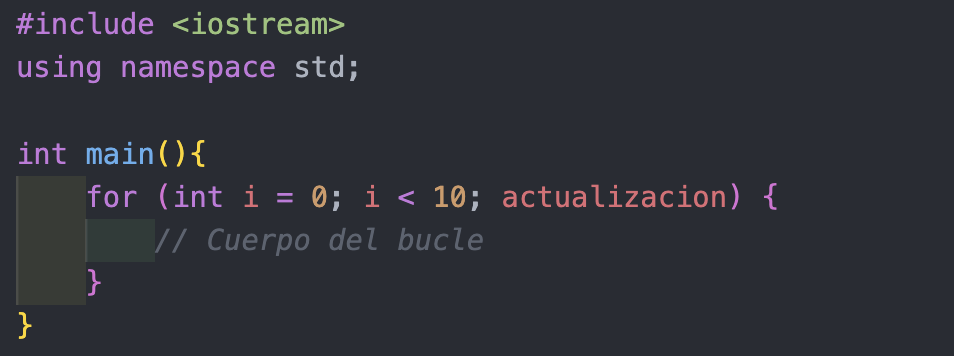 #include <iostream>
using namespace std;
int main(){
for (int i = 0; i < 10; actualizacion) {
// Cuerpo del bucle
}
}